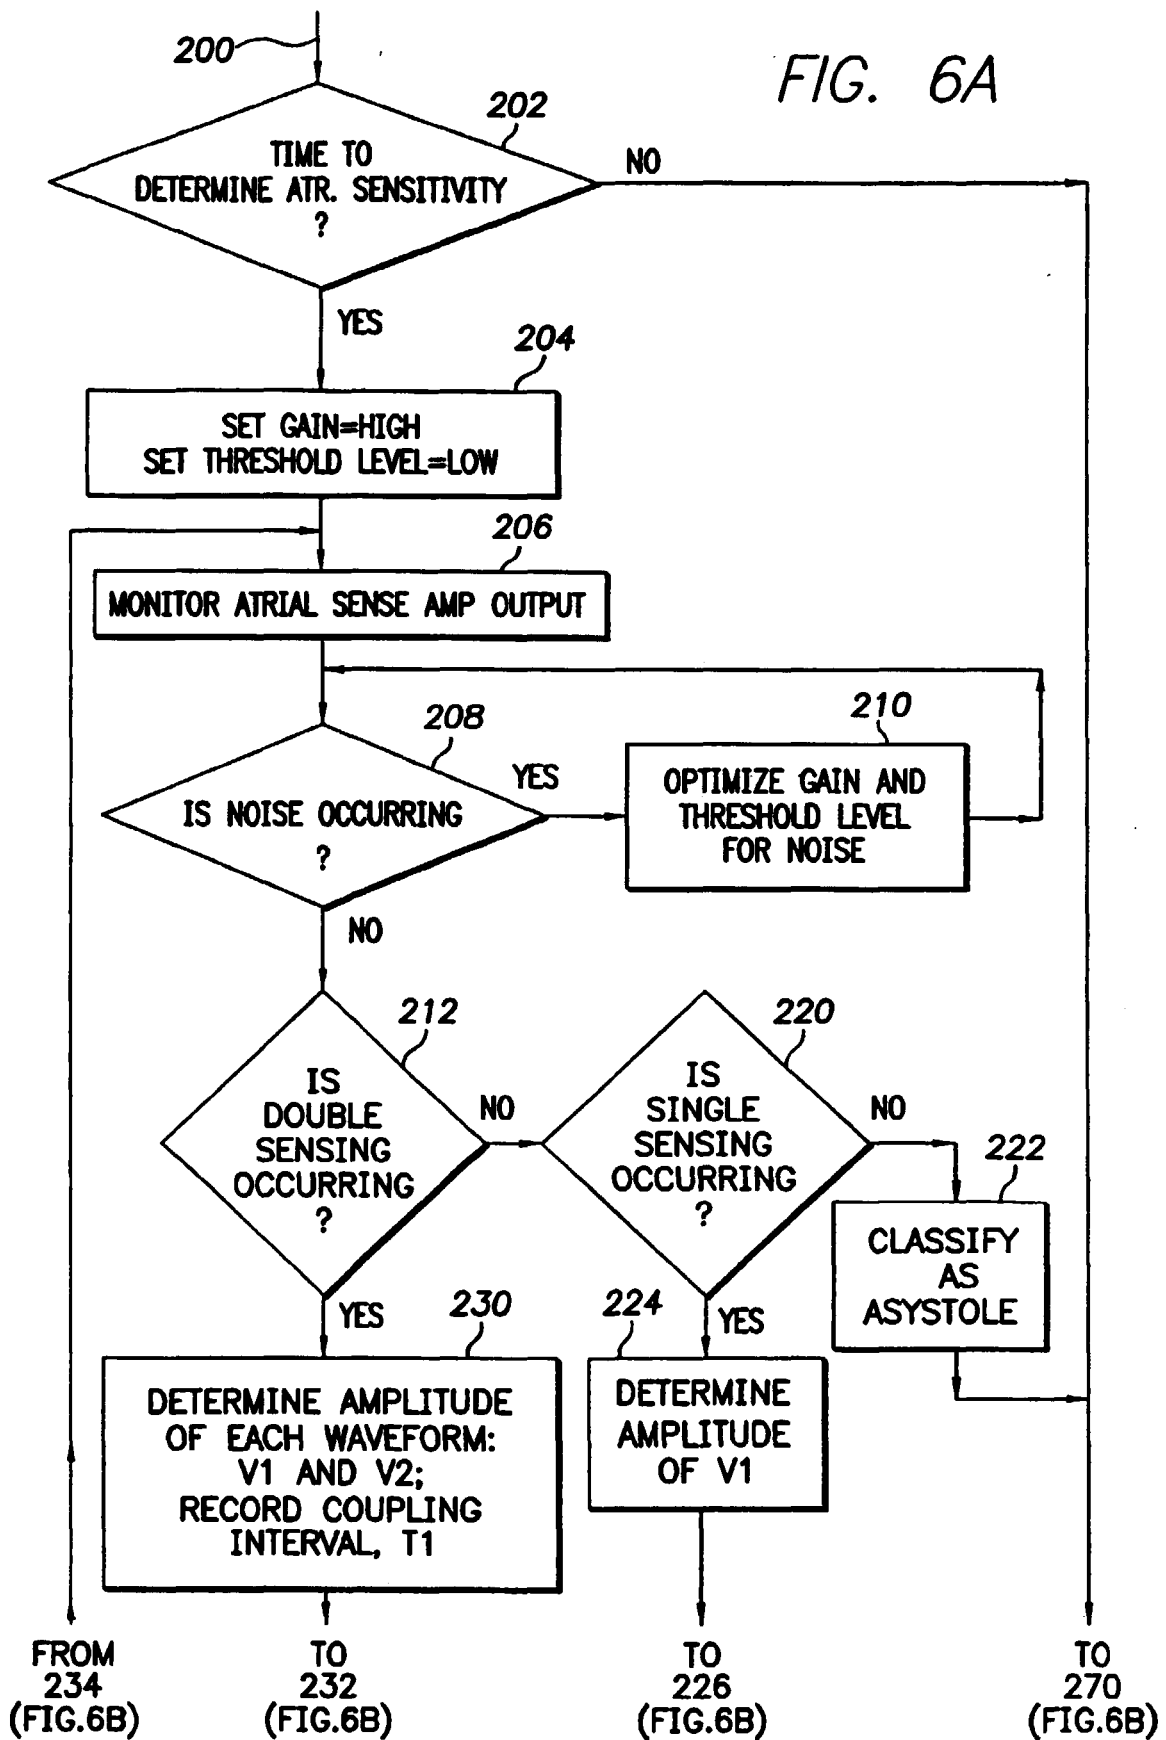 200
FIG. 6A
202
TIME TO
DETERMINE ATR. SENSITIVITY
?
NO
YES
204
SET GAIN=HIGH
SET THRESHOLD LEVEL=LOW
206
MONITOR ATRIAL SENSE AMP OUTPUT
208
IS NOISE OCCURRING
?
YES
210
OPTIMIZE GAIN AND
THRESHOLD LEVEL
FOR NOISE
NO
212
IS
DOUBLE
SENSING
OCCURRING
?
NO
220
IS
SINGLE
SENSING
OCCURRING
?
NO
222
CLASSIFY
AS
ASYSTOLE
YES
230
DETERMINE AMPLITUDE
OF EACH WAVEFORM:
V1 AND V2;
RECORD COUPLING
INTERVAL, T1
YES
224
DETERMINE
AMPLITUDE
OF V1
FROM
234
(FIG.6B)
TO
232
(FIG.6B)
TO
226
(FIG.6B)
TO
270
(FIG.6B)